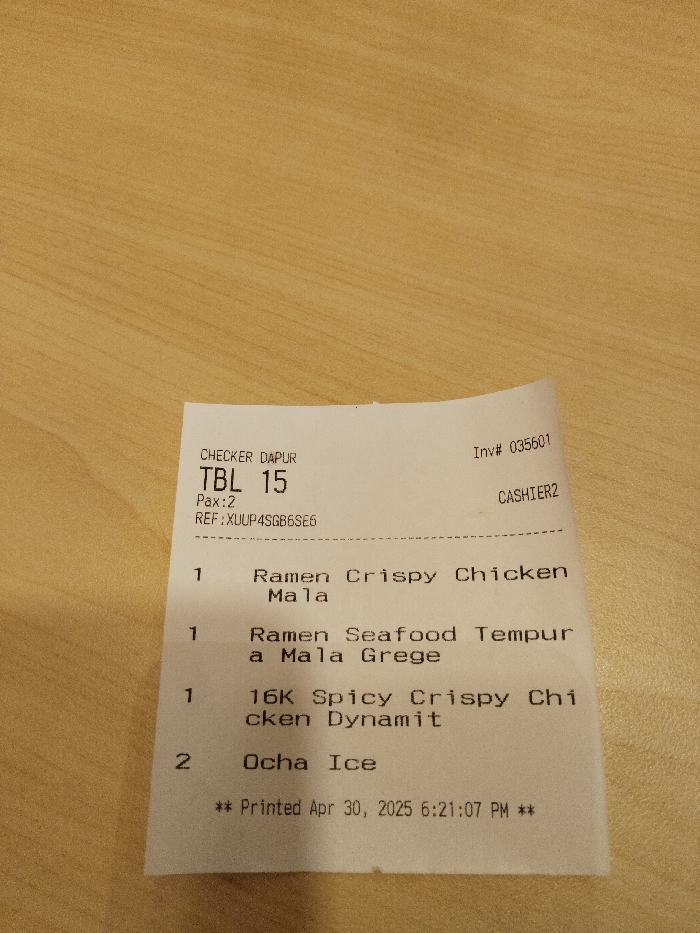 CHECKER DAPUR
Inv# 035601
TBL 15
Pax:2
CASHIER2
REF:XUUP4SGB6SE6
1 Ramen Crispy Chicken
Mala
1 Ramen Seafood Tempur
a Mala Grege
1 16K Spicy Crispy Chi
cken Dynamit
2 Ocha Ice
** Printed Apr 30, 2025 6:21:07 PM **